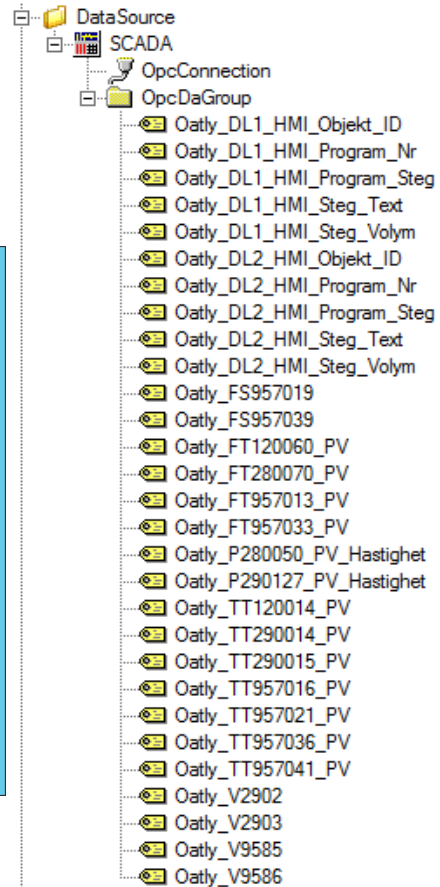 DataSource
SCADA
OpcConnection
OpcDaGroup
Oatly_DL1_HMI_Objekt_ID
Oatly_DL1_HMI_Program_Nr
Oatly_DL1_HMI_Program_Steg
Oatly_DL1_HMI_Steg_Text
Oatly_DL1_HMI_Steg_Volym
Oatly_DL2_HMI_Objekt_ID
Oatly_DL2_HMI_Program_Nr
Oatly_DL2_HMI_Program_Steg
Oatly_DL2_HMI_Steg_Text
Oatly_DL2_HMI_Steg_Volym
Oatly_FS957019
Oatly_FS957039
Oatly_FT120060_PV
Oatly_FT280070_PV
Oatly_FT957013_PV
Oatly_FT957033_PV
Oatly_P280050_PV_Hastighet
Oatly_P290127_PV_Hastighet
Oatly_TT120014_PV
Oatly_TT290014_PV
Oatly_TT290015_PV
Oatly_TT957016_PV
Oatly_TT957021_PV
Oatly_TT957036_PV
Oatly_TT957041_PV
Oatly_V2902
Oatly_V2903
Oatly_V9585
Oatly_V9586